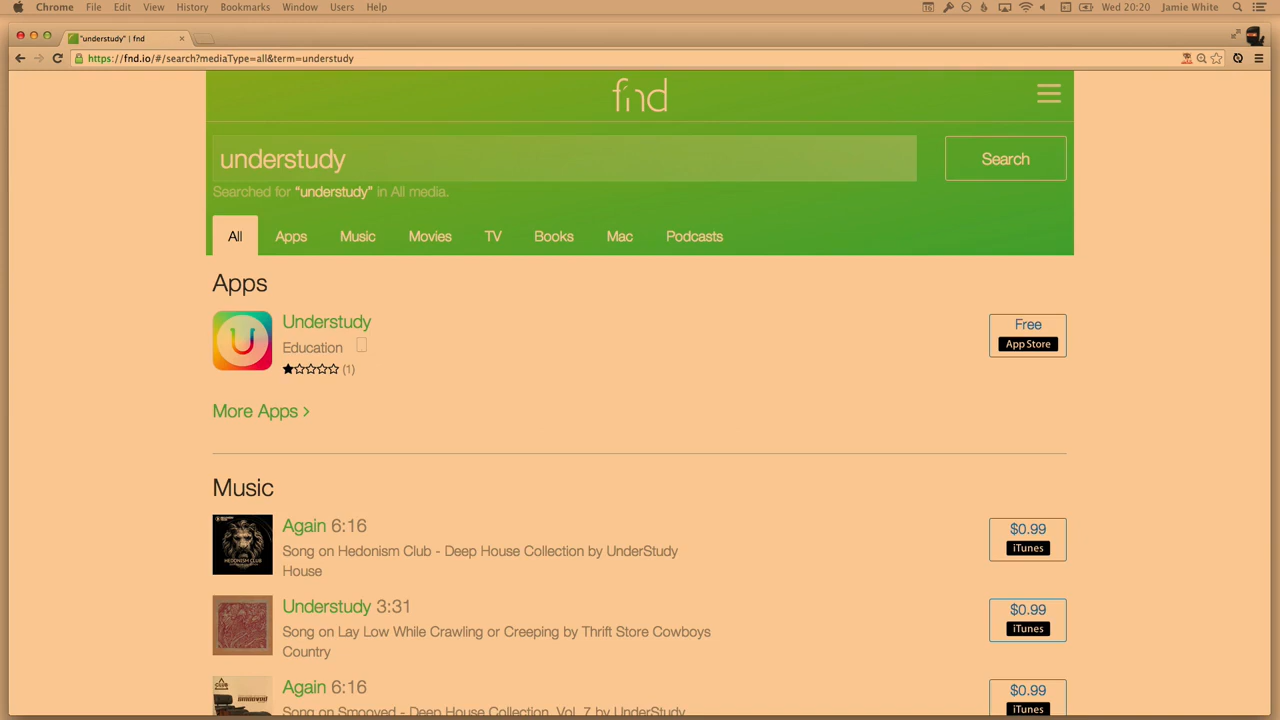 Chrome File Edit View History Bookmarks Window Users Help Wed 20:20 Jamie White
"understudy" | fnd
https://fnd.io/#/search?mediaType=all&term=understudy
fnd
understudy Search
Searched for “understudy” in All media.
All Apps Music Movies TV Books Mac Podcasts
Apps
Understudy Free
Education App Store
(1)
More Apps >
Music
Again 6:16 $0.99
Song on Hedonism Club - Deep House Collection by UnderStudy iTunes
House
HEDONISM CLUB
Understudy 3:31 $0.99
Song on Lay Low While Crawling or Creeping by Thrift Store Cowboys iTunes
Country
Again 6:16 $0.99
Song on Smooved - Deep House Collection, Vol. 7 by UnderStudy iTunes